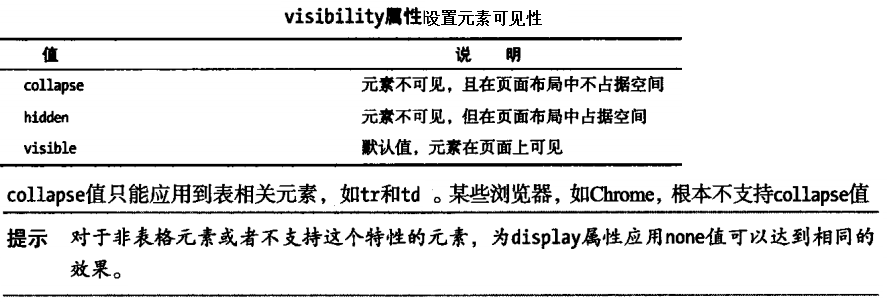 visibility属性设置元素可见性
值 说 明
collapse 元素不可见，且在页面布局中不占据空间
hidden 元素不可见，但在页面布局中占据空间
visible 默认值，元素在页面上可见
collapse值只能应用到表相关元素，如tr和td 。某些浏览器，如Chrome，根本不支持collapse值
提示 对于非表格元素或者不支持这个特性的元素，为display属性应用none值可以达到相同的
效果。